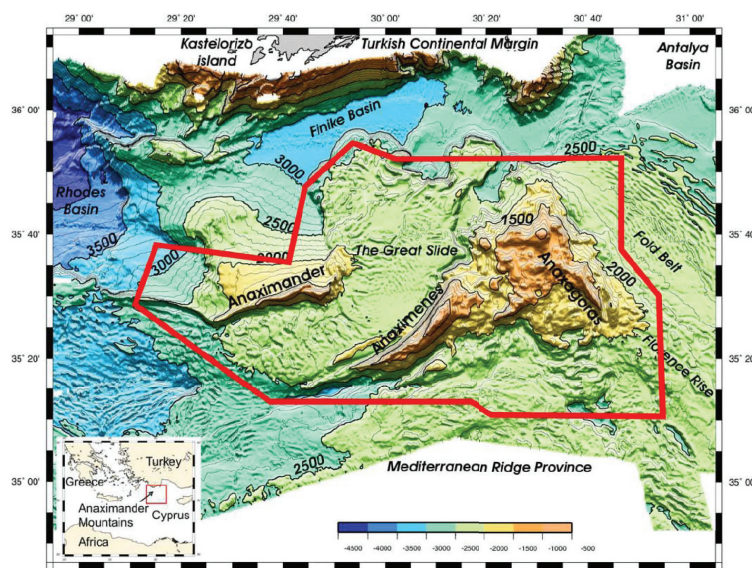 29° 00'
29° 20'
29° 40'
30° 00'
30° 20'
30° 40'
31° 00'
Kastelorizo
island
Turkish Continental Margin
Antalya
Basin
36° 00'
36° 00'
Finike Basin
3000
2500
Rhodes
Basin
1500
2500
3500
3000
2000
35° 40'
35° 40'
The Great Slide
Fold Belt
2000
Anaximander
Anaximenes
Anaxagoras
35° 20'
35° 20'
Florence Rise
2500
Mediterranean Ridge Province
35° 00'
35° 00'
Turkey
Greece
Anaximander
Mountains
Cyprus
Africa
-4500 -4000 -3500 -3000 -2500 -2000 -1500 -1000 -500